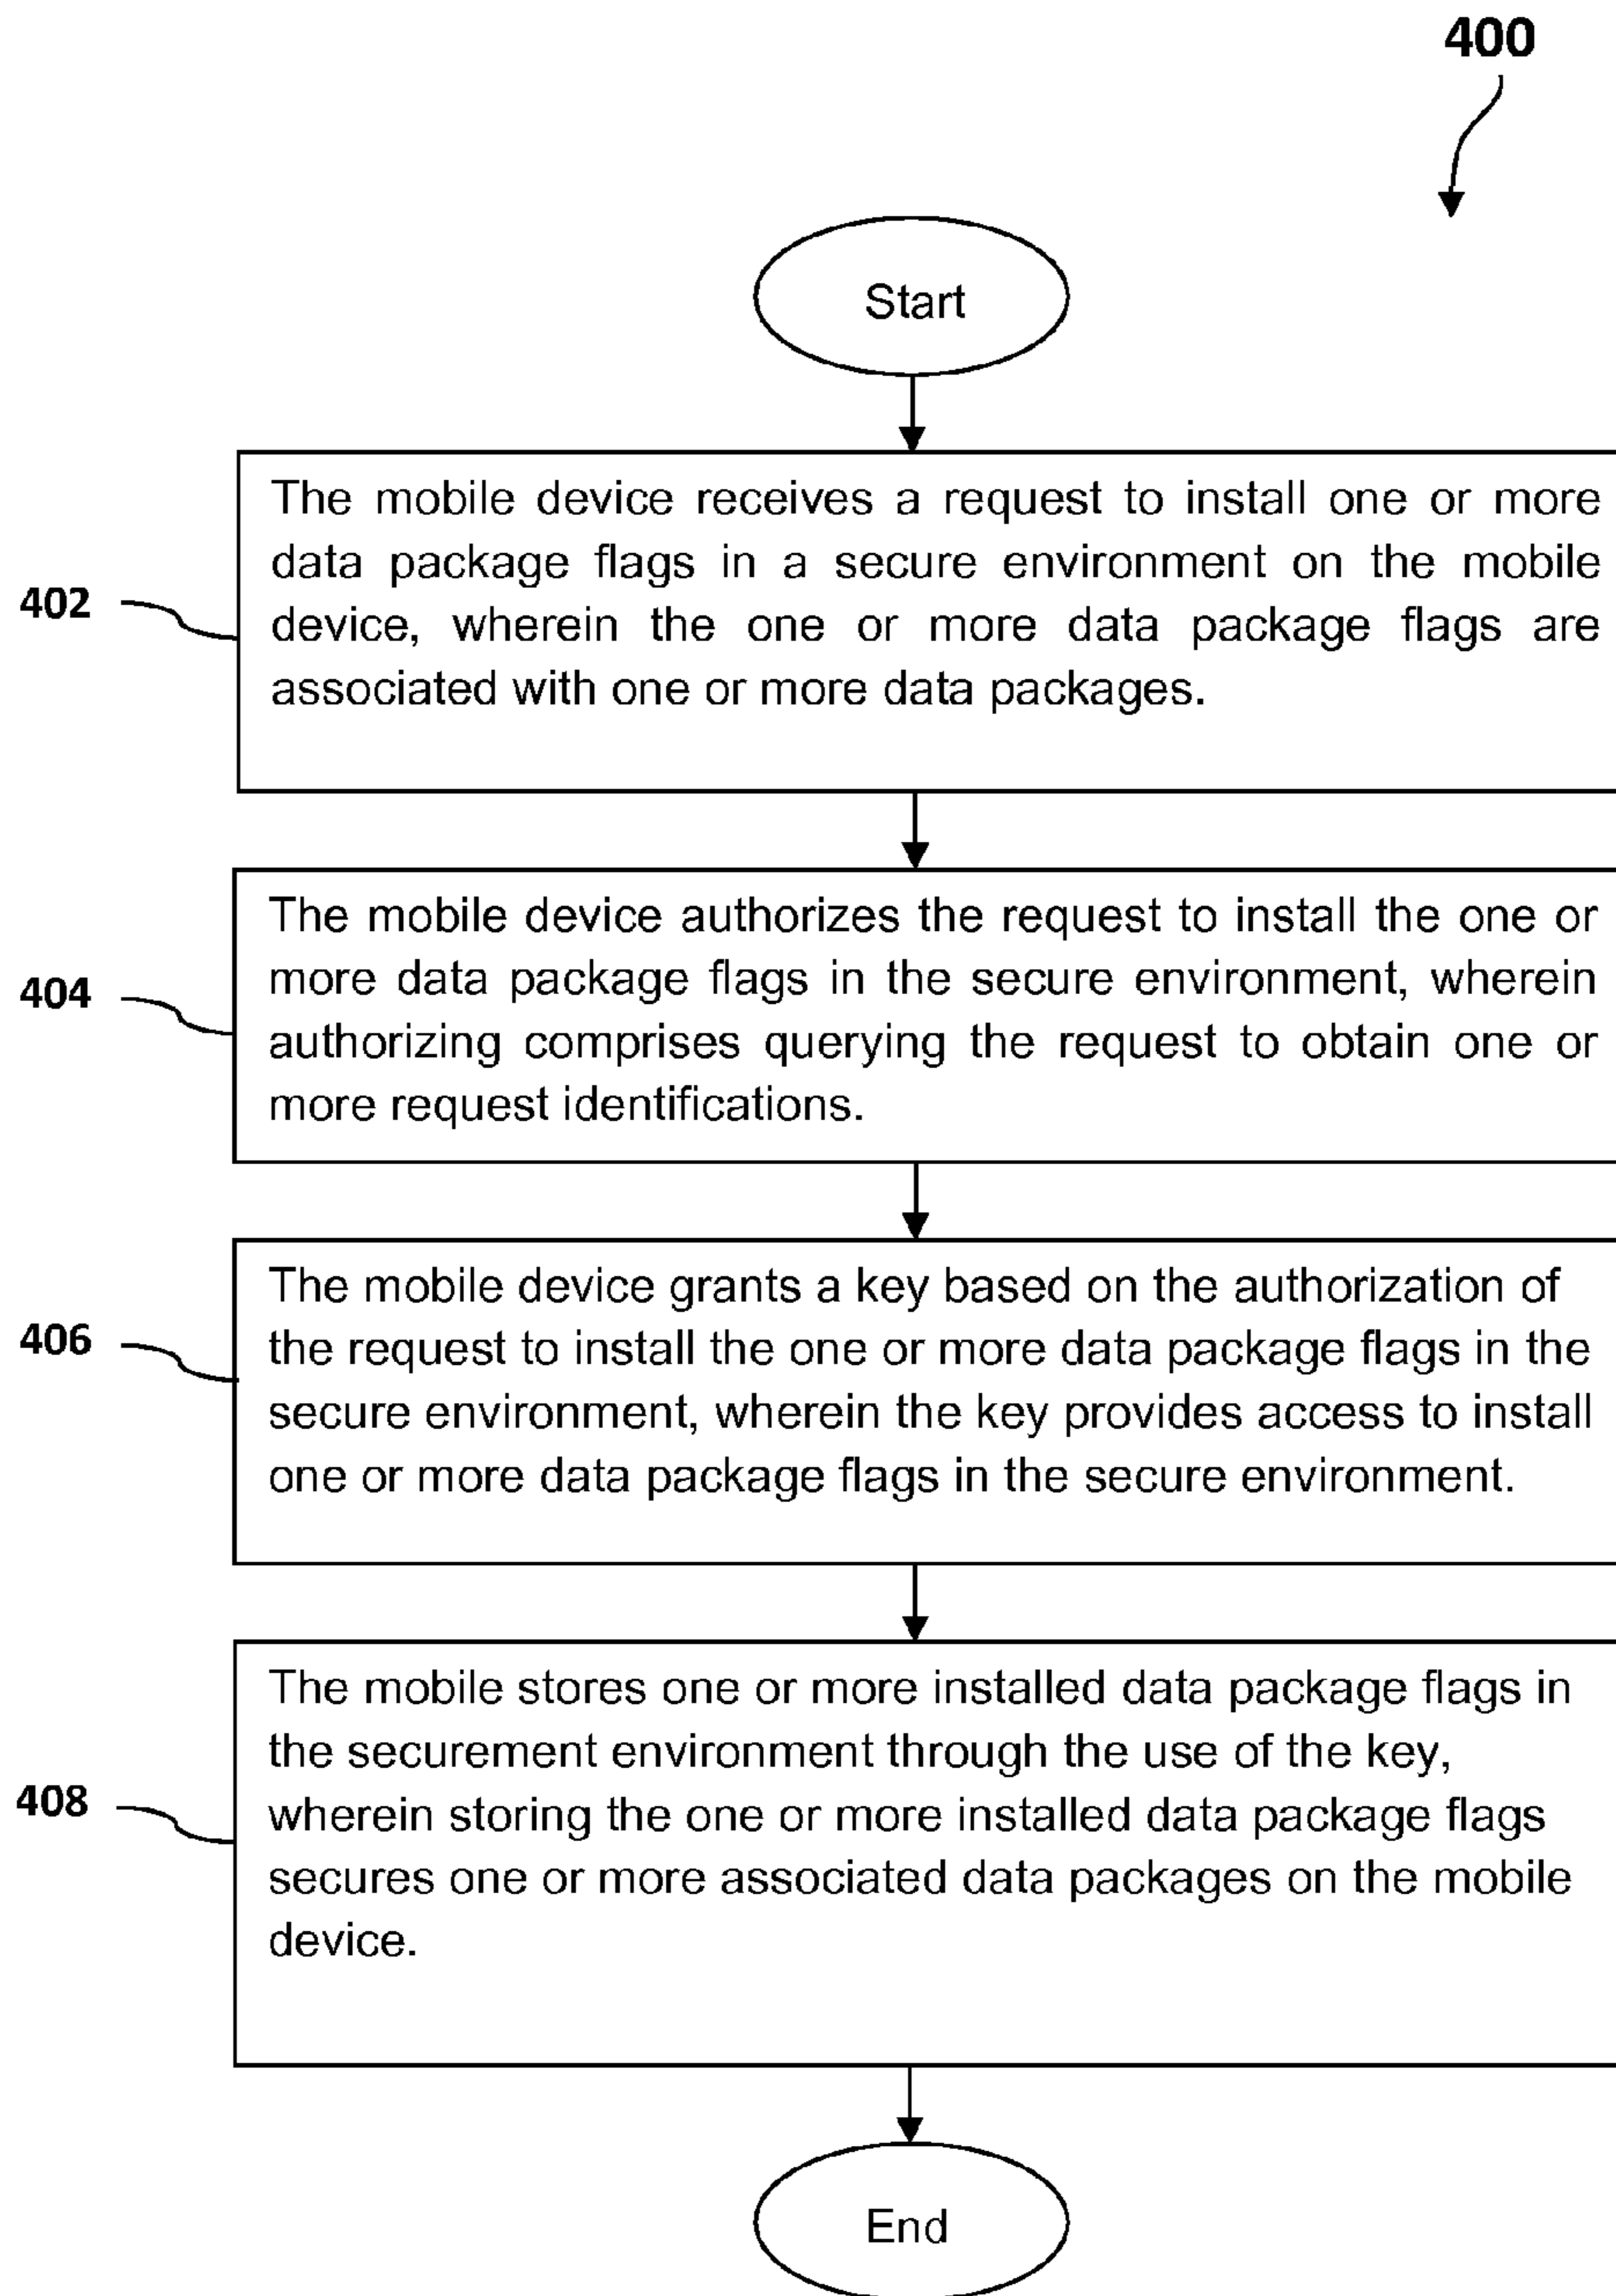 400
Start
The mobile device receives a request to install one or more
data package flags in a secure environment on the mobile
device, wherein the one or more data package flags are
associated with one or more data packages.
402
The mobile device authorizes the request to install the one or
more data package flags in the secure environment, wherein
authorizing comprises querying the request to obtain one or
more request identifications.
404
The mobile device grants a key based on the authorization of
the request to install the one or more data package flags in the
secure environment, wherein the key provides access to install
one or more data package flags in the secure environment.
406
The mobile stores one or more installed data package flags in
the securement environment through the use of the key,
wherein storing the one or more installed data package flags
secures one or more associated data packages on the mobile
device.
408
End